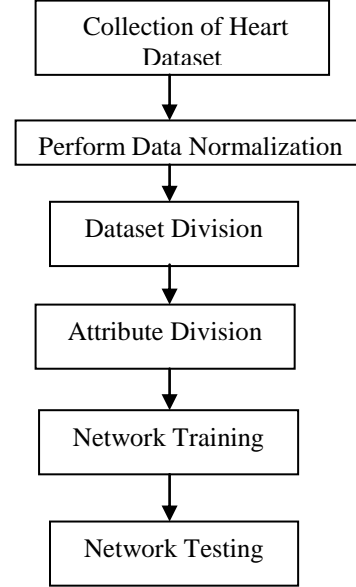 Collection of Heart
Dataset
Perform Data Normalization
Dataset Division
Attribute Division
Network Training
Network Testing